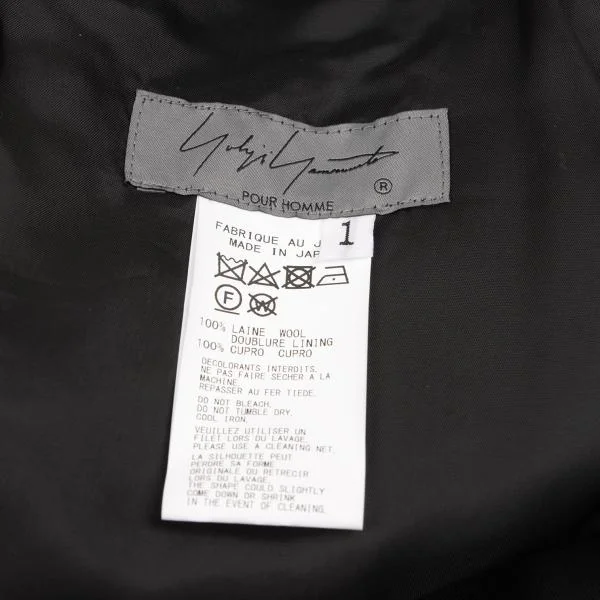 Yohji Yamamoto
®
POUR HOMME
1
FABRIQUE AU J
MADE IN JAP
F
W
100% LAINE WOOL
DOUBLURE LINING
100% CUPRO CUPRO
DECOLORANTS INTERDITS.
NE PAS FAIRE SECHER A LA
MACHINE.
REPASSER AU FER TIEDE.
DO NOT BLEACH.
DO NOT TUMBLE DRY.
COOL IRON.
VEUILLEZ UTILISER UN
FILET LORS DU LAVAGE.
PLEASE USE A CLEANING NET.
LA SILHOUETTE PEUT
PERDRE SA FORME
ORIGINALE OU RETRECIR
LORS DU LAVAGE.
THE SHAPE COULD SLIGHTLY
COME DOWN OR SHRINK
IN THE EVENT OF CLEANING.